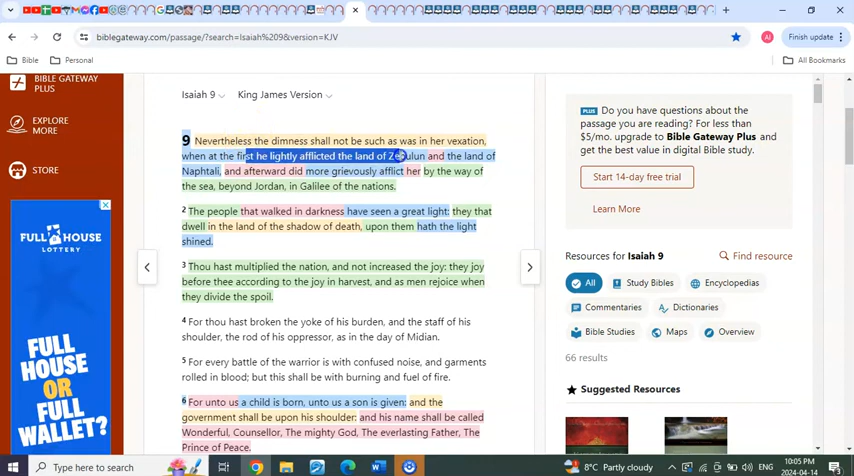 biblegateway.com/passage/?search=Isaiah%209&version=KJV
AI
Finish update
Bible
Personal
All Bookmarks
BIBLE GATEWAY
PLUS
EXPLORE
MORE
STORE
FULL HOUSE
LOTTERY
FULL
HOUSE
OR
FULL
WALLET?
Isaiah 9
King James Version
9 Nevertheless the dimness shall not be such as was in her vexation,
when at the first he lightly afflicted the land of Zebulun and the land of
Naphtali, and afterward did more grievously afflict her by the way of
the sea, beyond Jordan, in Galilee of the nations.
2 The people that walked in darkness have seen a great light: they that
dwell in the land of the shadow of death, upon them hath the light
shined.
3 Thou hast multiplied the nation, and not increased the joy: they joy
before thee according to the joy in harvest, and as men rejoice when
they divide the spoil.
4 For thou hast broken the yoke of his burden, and the staff of his
shoulder, the rod of his oppressor, as in the day of Midian.
5 For every battle of the warrior is with confused noise, and garments
rolled in blood; but this shall be with burning and fuel of fire.
6 For unto us a child is born, unto us a son is given: and the
government shall be upon his shoulder: and his name shall be called
Wonderful, Counsellor, The mighty God, The everlasting Father, The
Prince of Peace.
PLUS Do you have questions about the
passage you are reading? For less than
$5/mo. upgrade to Bible Gateway Plus and
get the best value in digital Bible study.
Start 14-day free trial
Learn More
Resources for Isaiah 9
Find resource
All
Study Bibles
Encyclopedias
Commentaries
Dictionaries
Bible Studies
Maps
Overview
66 results
Suggested Resources
Type here to search
8°C Partly cloudy
ENG
10:05 PM
2024-04-14